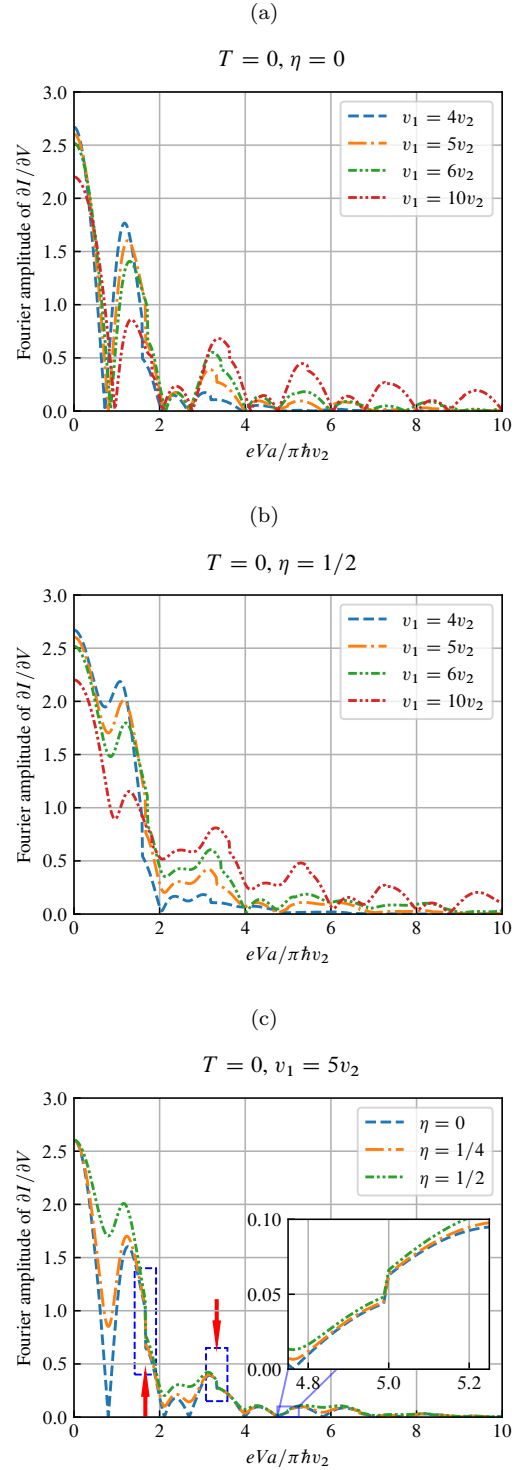 (a)
T = 0, η = 0
Fourier amplitude of ∂I/∂V
3.0
2.5
2.0
1.5
1.0
0.5
0.0
v₁ = 4v₂
v₁ = 5v₂
v₁ = 6v₂
v₁ = 10v₂
0 2 4 6 8 10
eVa/πħv₂
(b)
T = 0, η = 1/2
Fourier amplitude of ∂I/∂V
3.0
2.5
2.0
1.5
1.0
0.5
0.0
v₁ = 4v₂
v₁ = 5v₂
v₁ = 6v₂
v₁ = 10v₂
0 2 4 6 8 10
eVa/πħv₂
(c)
T = 0, v₁ = 5v₂
Fourier amplitude of ∂I/∂V
3.0
2.5
2.0
1.5
1.0
0.5
0.0
η = 0
η = 1/4
η = 1/2
0.10
0.05
0.00
4.8 5.0 5.2
0 2 4 6 8 10
eVa/πħv₂